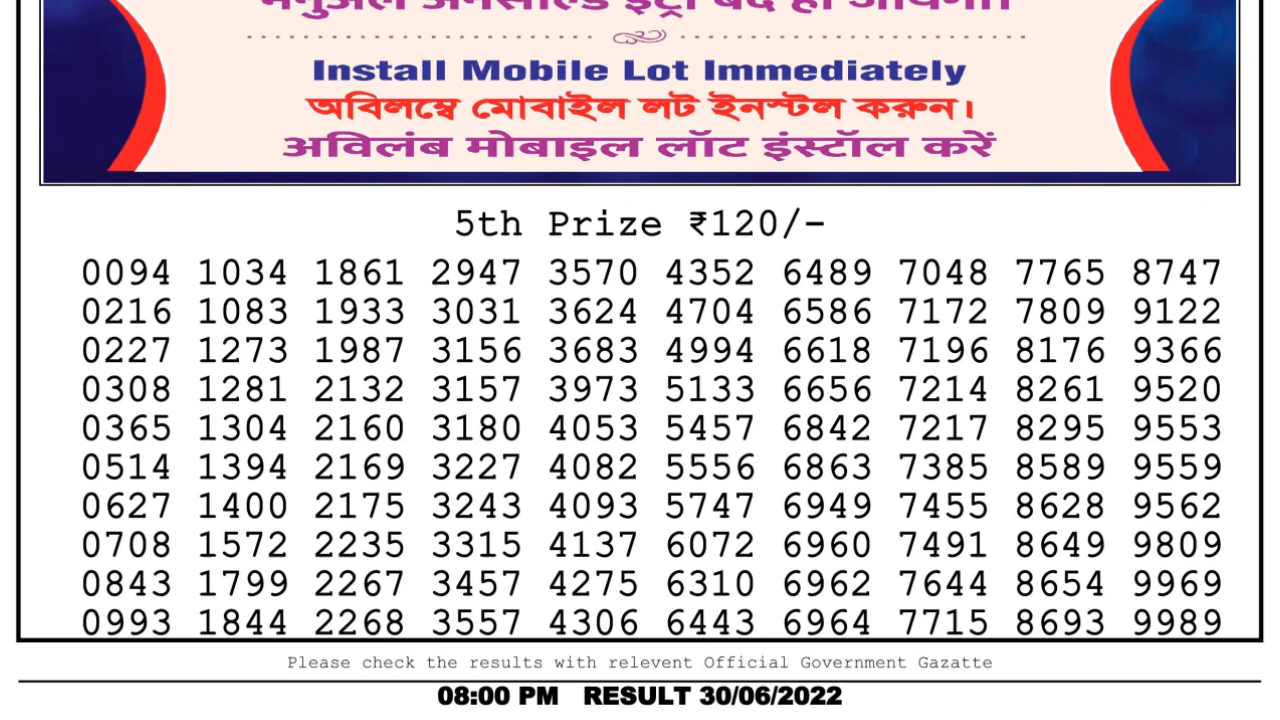 Install Mobile Lot Immediately
অবিলম্বে মোবাইল লট ইনস্টল করুন।
अविलंब मोबाइल लॉट इंस्टॉल करें
5th Prize ₹120/-
0094 1034 1861 2947 3570 4352 6489 7048 7765 8747
0216 1083 1933 3031 3624 4704 6586 7172 7809 9122
0227 1273 1987 3156 3683 4994 6618 7196 8176 9366
0308 1281 2132 3157 3973 5133 6656 7214 8261 9520
0365 1304 2160 3180 4053 5457 6842 7217 8295 9553
0514 1394 2169 3227 4082 5556 6863 7385 8589 9559
0627 1400 2175 3243 4093 5747 6949 7455 8628 9562
0708 1572 2235 3315 4137 6072 6960 7491 8649 9809
0843 1799 2267 3457 4275 6310 6962 7644 8654 9969
0993 1844 2268 3557 4306 6443 6964 7715 8693 9989
Please check the results with relevent Official Government Gazatte
08:00 PM RESULT 30/06/2022